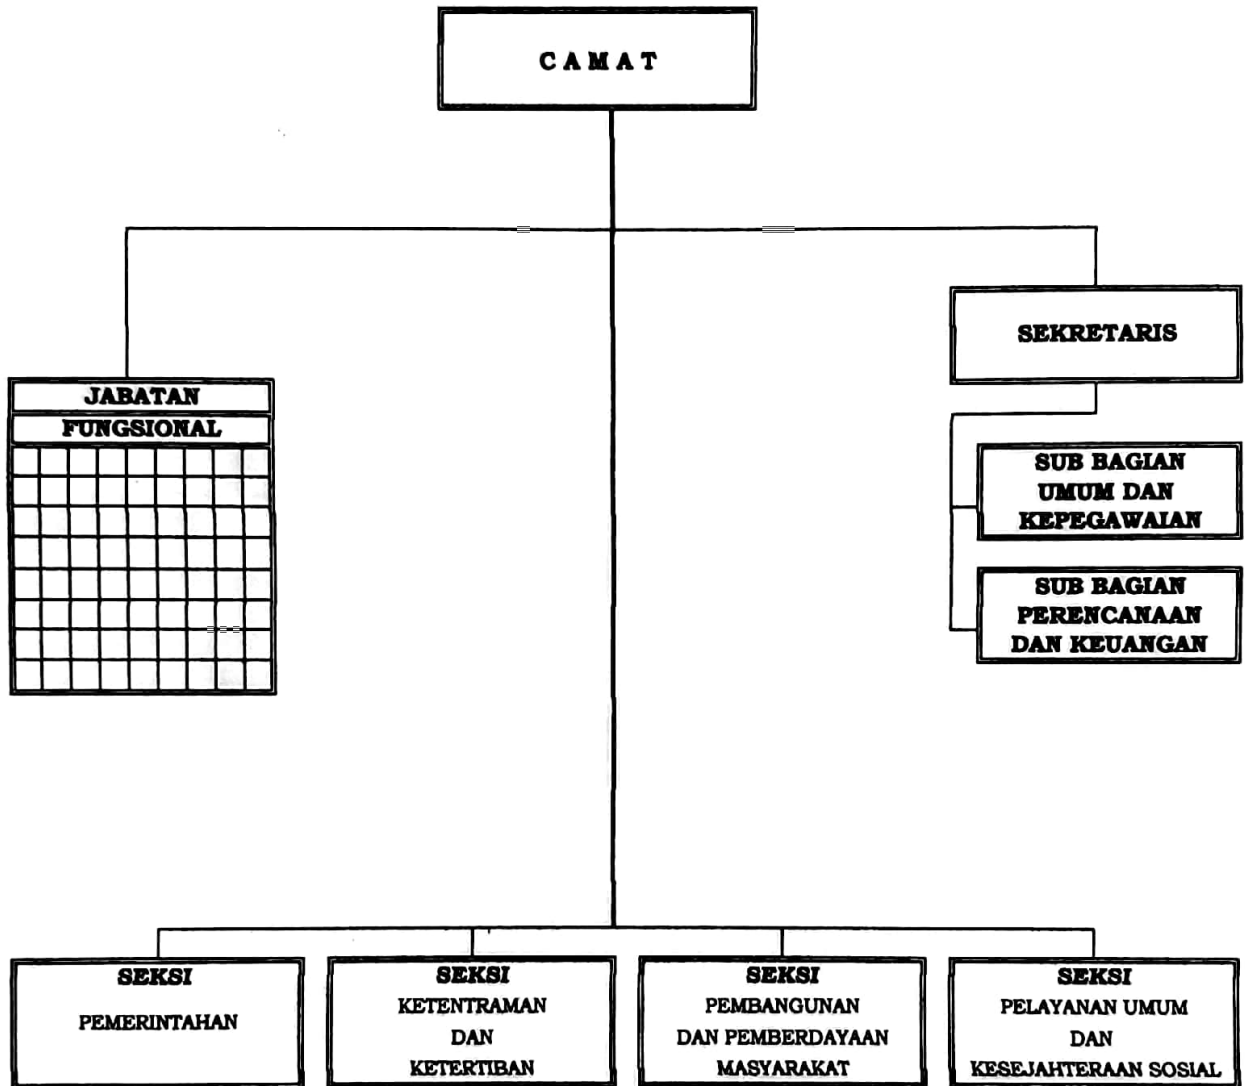 C A M A T
SEKRETARIS
JABATAN
FUNGSIONAL
SUB BAGIAN
UMUM DAN
KEPEGAWAIAN
SUB BAGIAN
PERENCANAAN
DAN KEUANGAN
SEKSI
PEMERINTAHAN
SEKSI
KETENTRAMAN
DAN
KETERTIBAN
SEKSI
PEMBANGUNAN
DAN PEMBERDAYAAN
MASYARAKAT
SEKSI
PELAYANAN UMUM
DAN
KESEJAHTERAAN SOSIAL